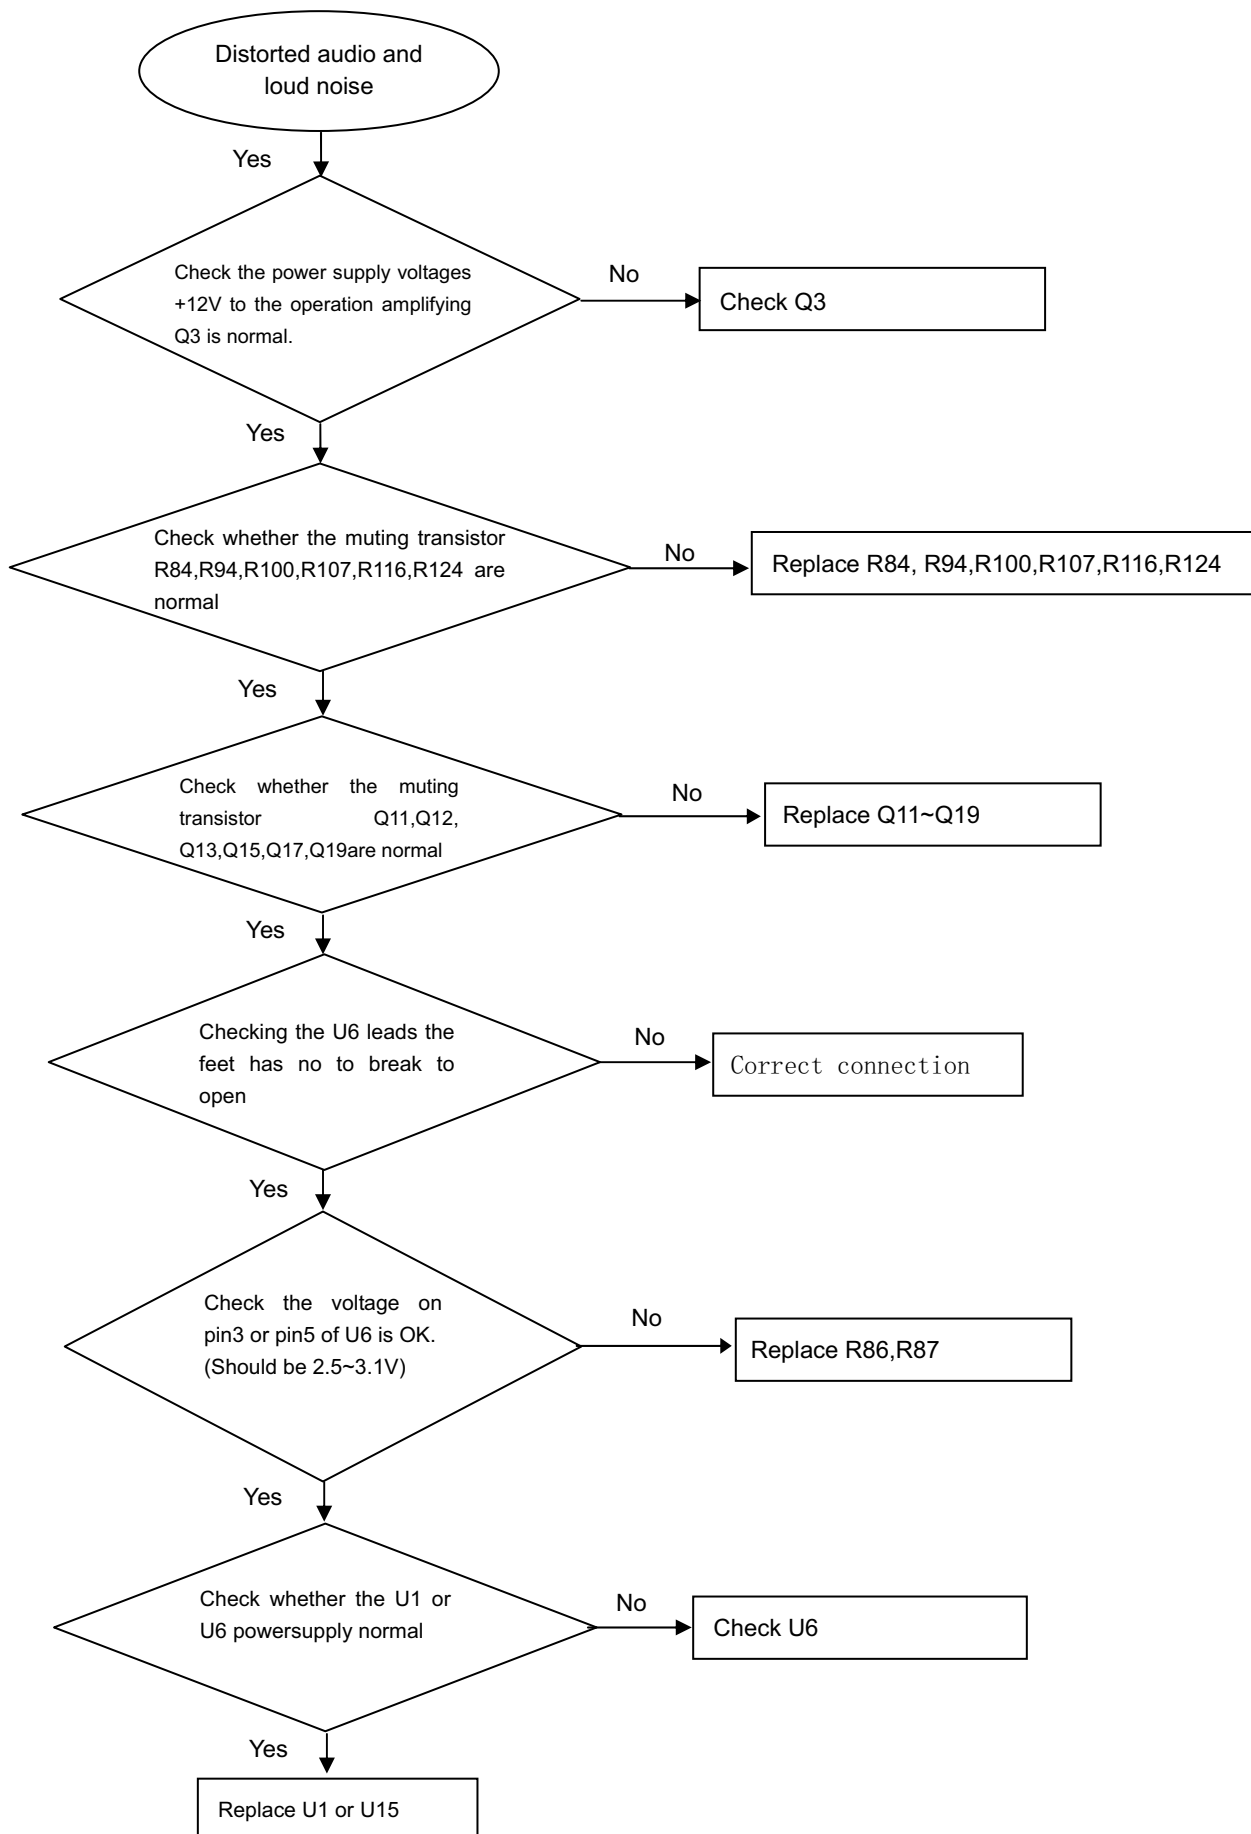 Distorted audio and
loud noise
Yes
Check the power supply voltages
+12V to the operation amplifying
Q3 is normal.
No
Check Q3
Yes
Check whether the muting transistor
R84,R94,R100,R107,R116,R124 are
normal
No
Replace R84, R94,R100,R107,R116,R124
Yes
Check whether the muting
transistor Q11,Q12,
Q13,Q15,Q17,Q19are normal
No
Replace Q11~Q19
Yes
Checking the U6 leads the
feet has no to break to
open
No
Correct connection
Yes
Check the voltage on
pin3 or pin5 of U6 is OK.
(Should be 2.5~3.1V)
No
Replace R86,R87
Yes
Check whether the U1 or
U6 powersupply normal
No
Check U6
Yes
Replace U1 or U15